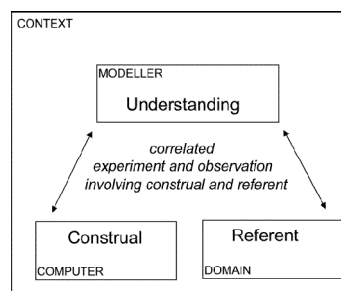 CONTEXT
MODELLER
Understanding
correlated
experiment and observation
involving construal and referent
Construal
COMPUTER
Referent
DOMAIN